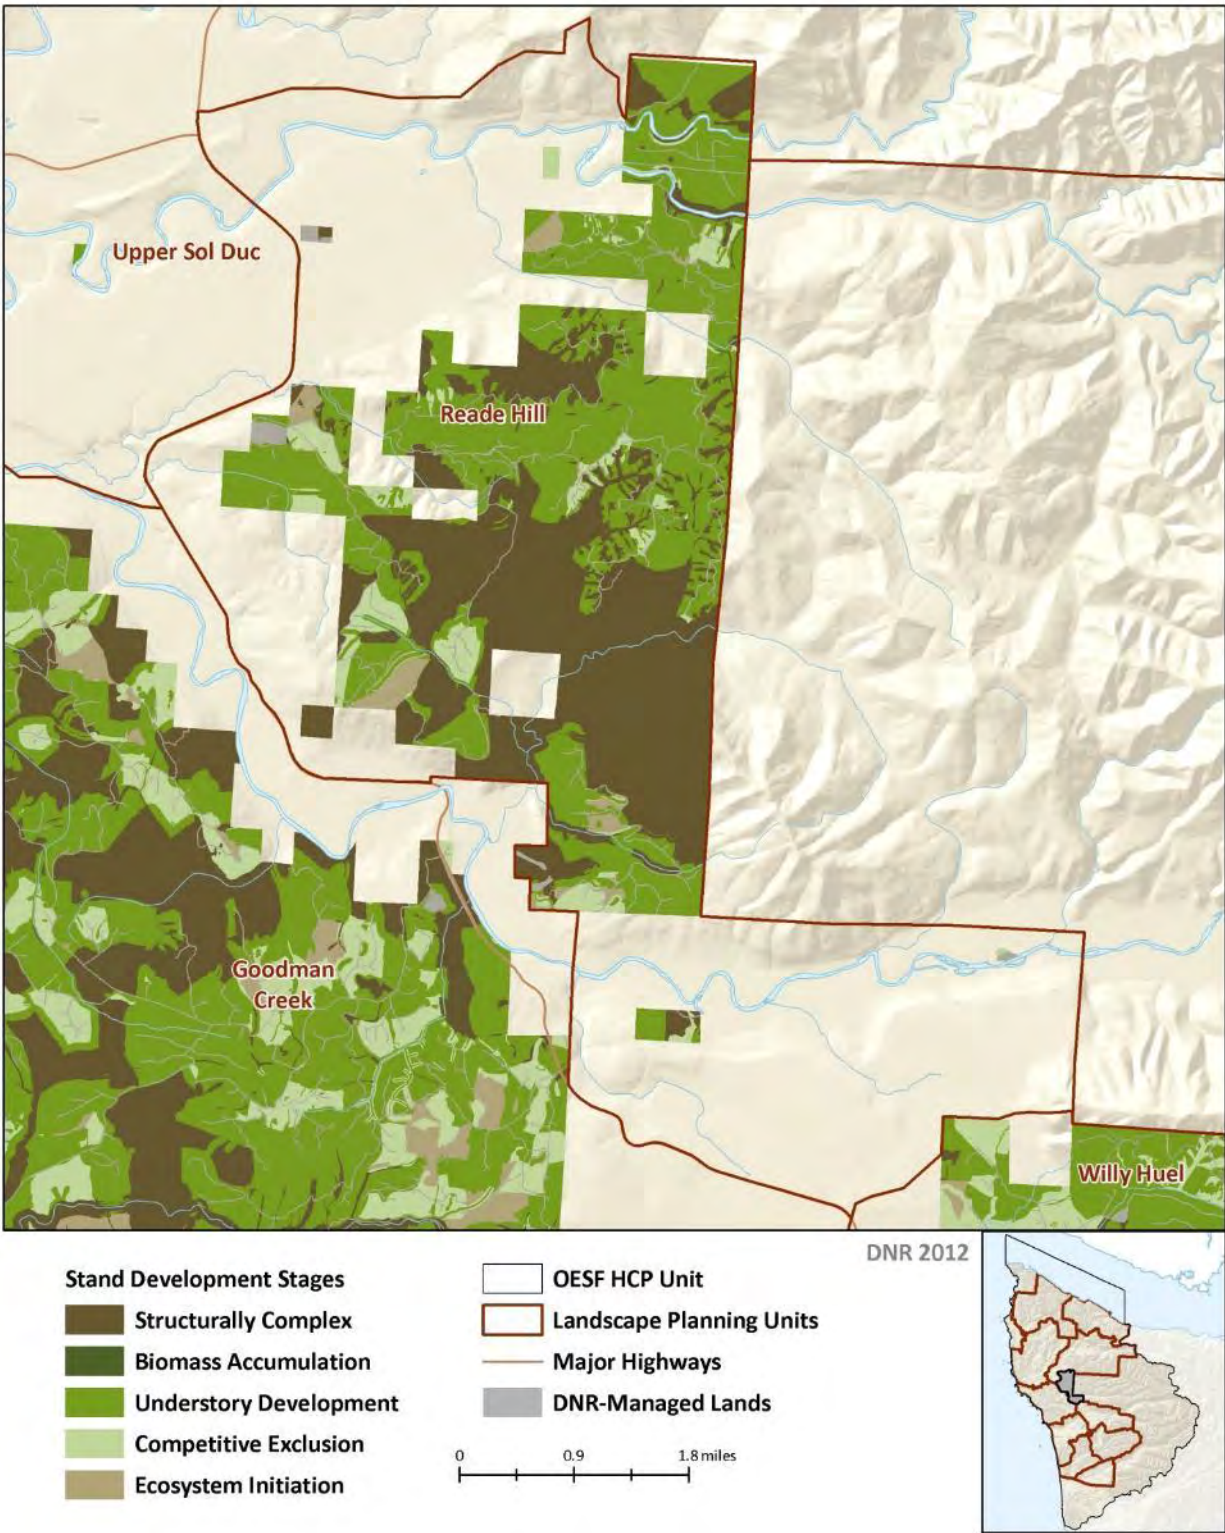 Upper Sol Duc
Reade Hill
Goodman
Creek
Willy Huel
DNR 2012
Stand Development Stages
Structurally Complex
Biomass Accumulation
Understory Development
Competitive Exclusion
Ecosystem Initiation
OESF HCP Unit
Landscape Planning Units
Major Highways
DNR-Managed Lands
0 0.9 1.8 miles